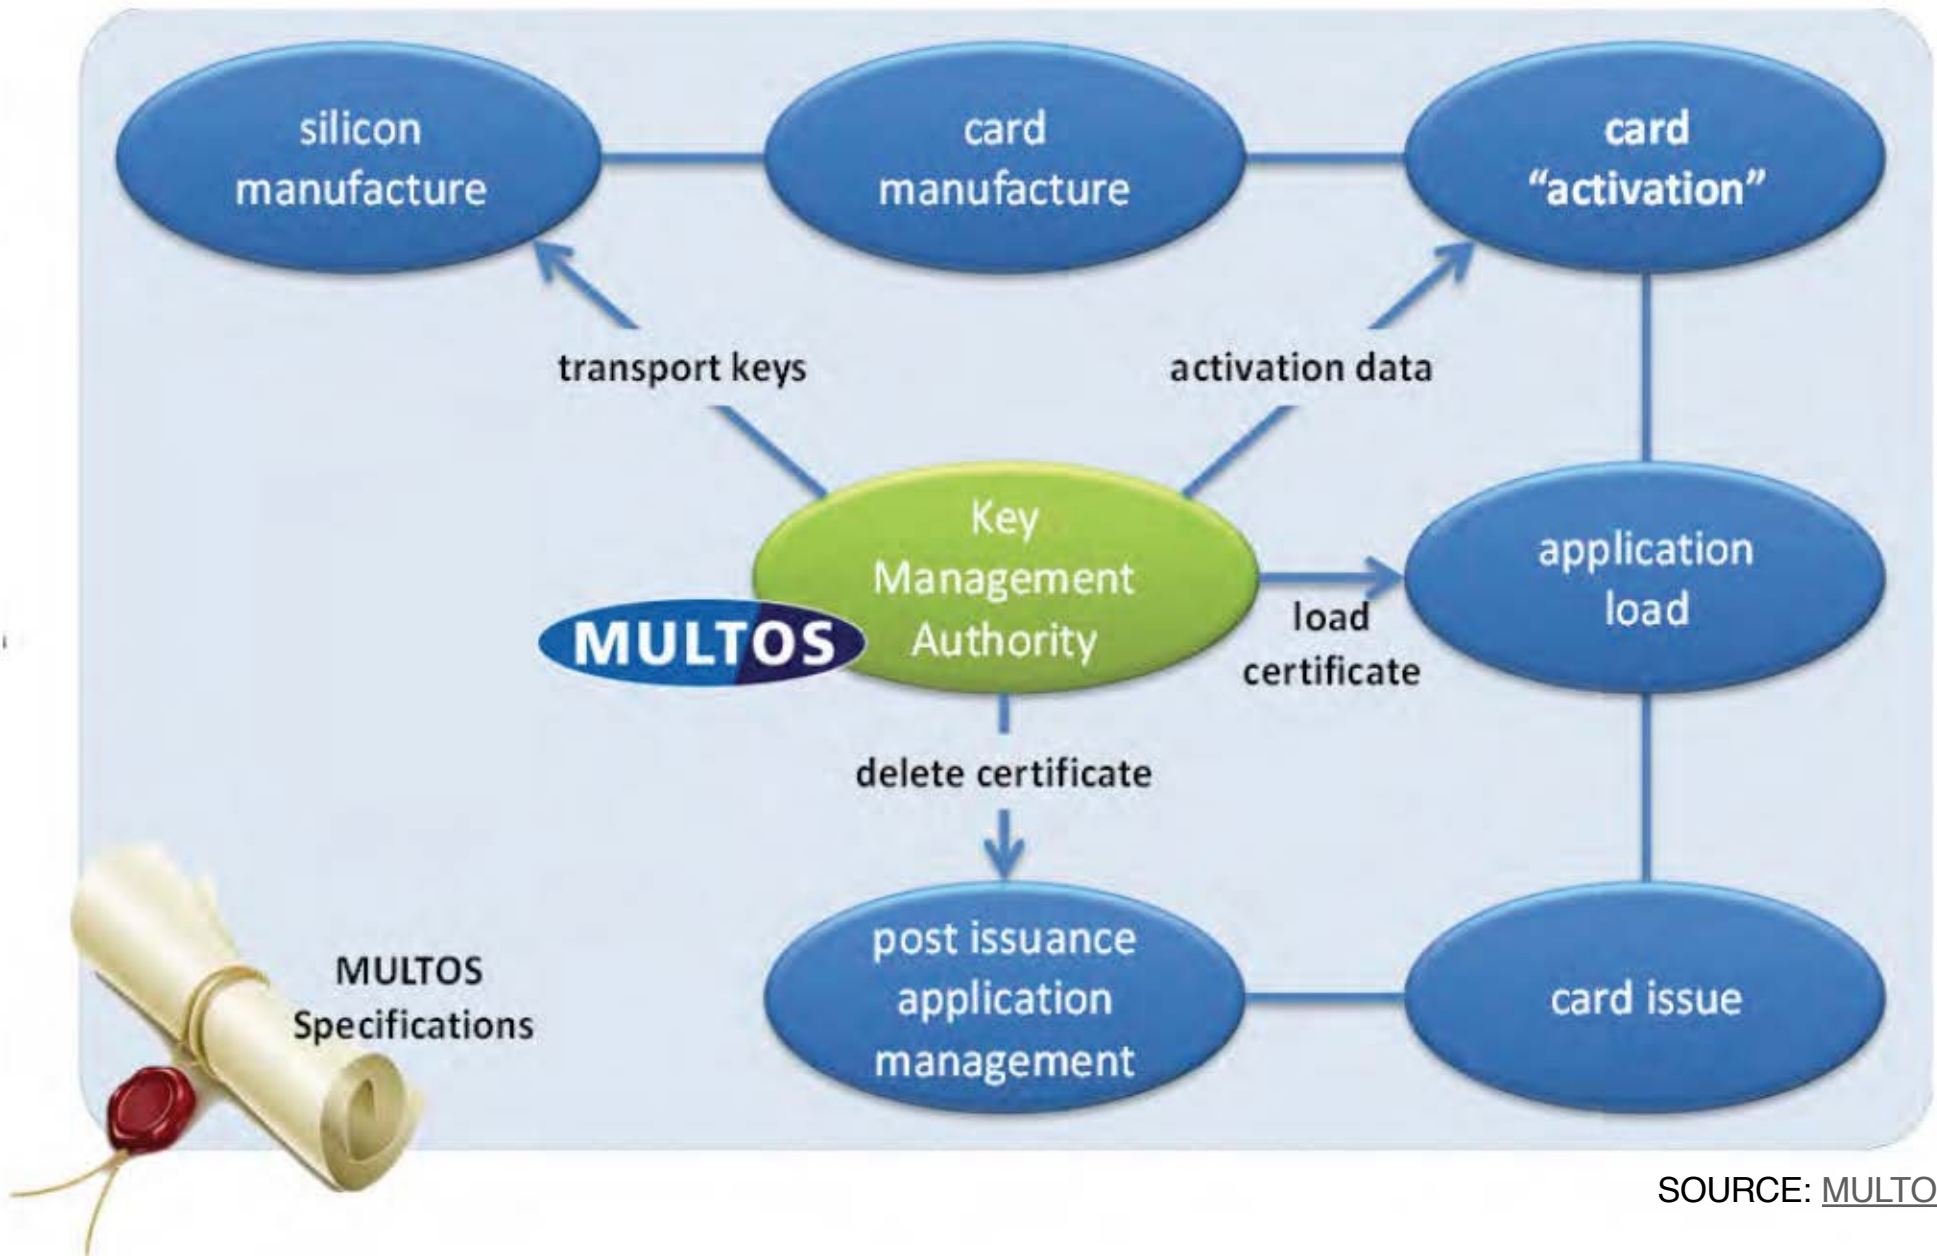 silicon
manufacture
card
manufacture
card
“activation”
transport keys
activation data
Key
Management
Authority
MULTOS
load
certificate
application
load
delete certificate
post issuance
application
management
card issue
MULTOS
Specifications
SOURCE: MULTO